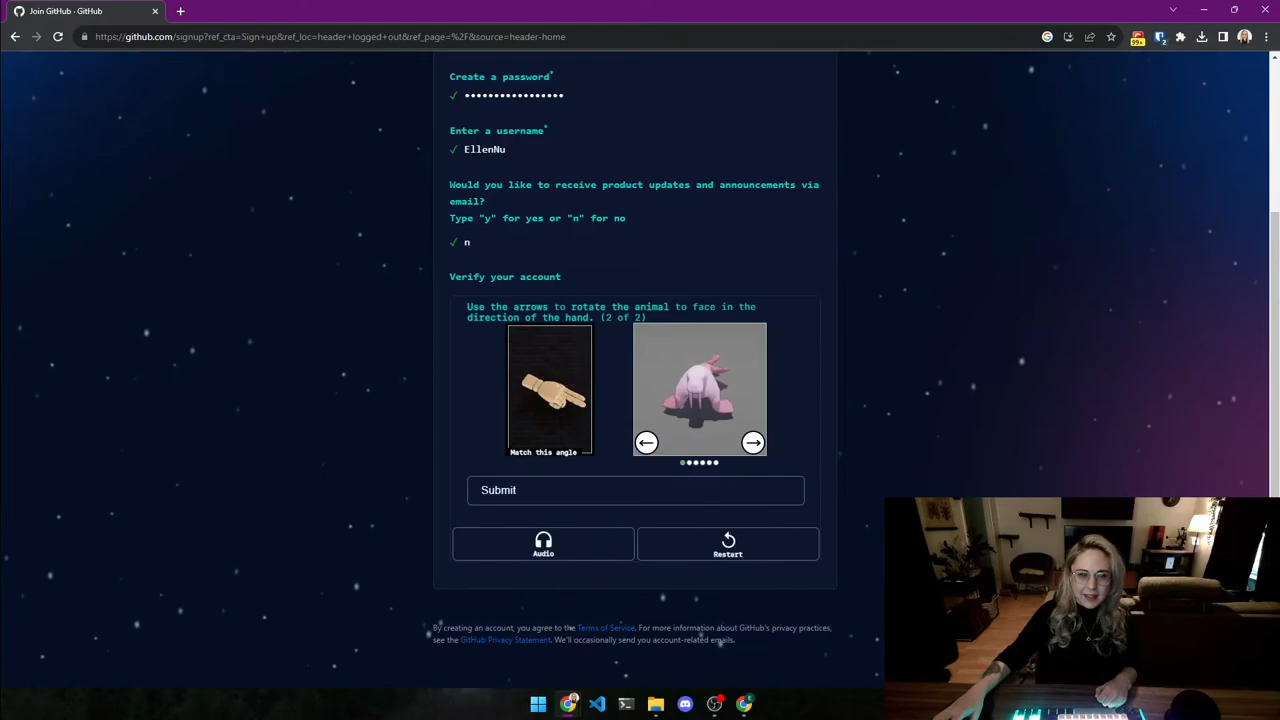 Join GitHub · GitHub
https://github.com/signup?ref_cta=Sign+up&ref_loc=header+logged+out&ref_page=%2F&source=header-home
99+
2
Create a password*
•••••••••••••••••
Enter a username*
✓ EllenNu
Would you like to receive product updates and announcements via
email?
Type "y" for yes or "n" for no
✓ n
Verify your account
Use the arrows to rotate the animal to face in the
direction of the hand. (2 of 2)
Match this angle
Submit
Audio
Restart
By creating an account, you agree to the Terms of Service. For more information about GitHub's privacy practices,
see the GitHub Privacy Statement. We'll occasionally send you account-related emails.